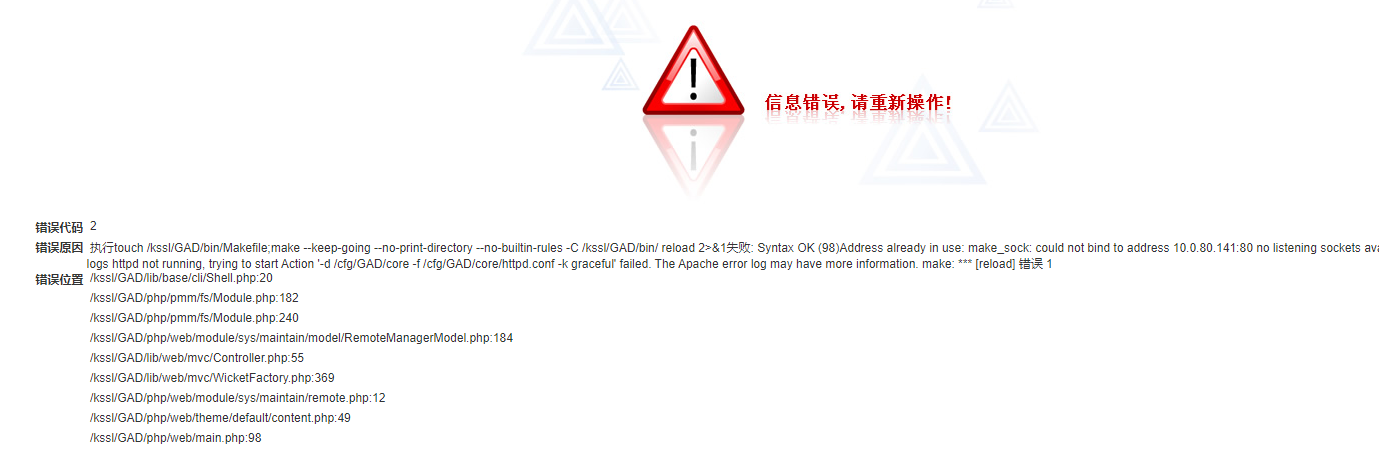 信息错误, 请重新操作!
错误代码 2
错误原因 执行touch /kssl/GAD/bin/Makefile;make --keep-going --no-print-directory --no-builtin-rules -C /kssl/GAD/bin/ reload 2>&1失败: Syntax OK (98)Address already in use: make_sock: could not bind to address 10.0.80.141:80 no listening sockets ava
logs httpd not running, trying to start Action '-d /cfg/GAD/core -f /cfg/GAD/core/httpd.conf -k graceful' failed. The Apache error log may have more information. make: *** [reload] 错误 1
错误位置 /kssl/GAD/lib/base/cli/Shell.php:20
/kssl/GAD/php/pmm/fs/Module.php:182
/kssl/GAD/php/pmm/fs/Module.php:240
/kssl/GAD/php/web/module/sys/maintain/model/RemoteManagerModel.php:184
/kssl/GAD/lib/web/mvc/Controller.php:55
/kssl/GAD/lib/web/mvc/WicketFactory.php:369
/kssl/GAD/php/web/module/sys/maintain/remote.php:12
/kssl/GAD/php/web/theme/default/content.php:49
/kssl/GAD/php/web/main.php:98